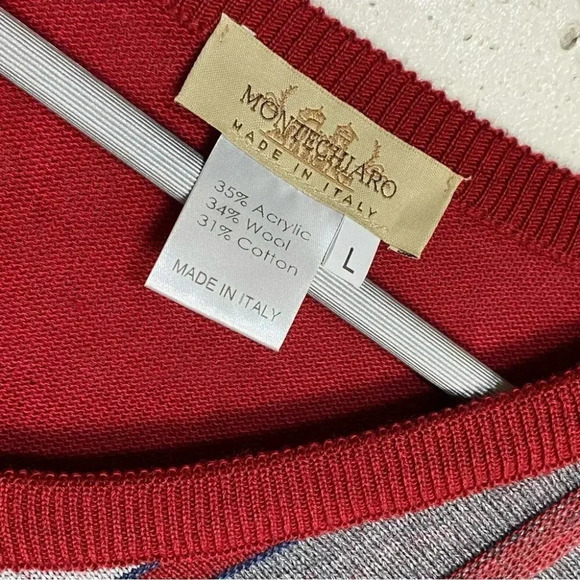 MONTECHIARO
MADE IN ITALY
35% Acrylic
34% Wool
31% Cotton
MADE IN ITALY
L